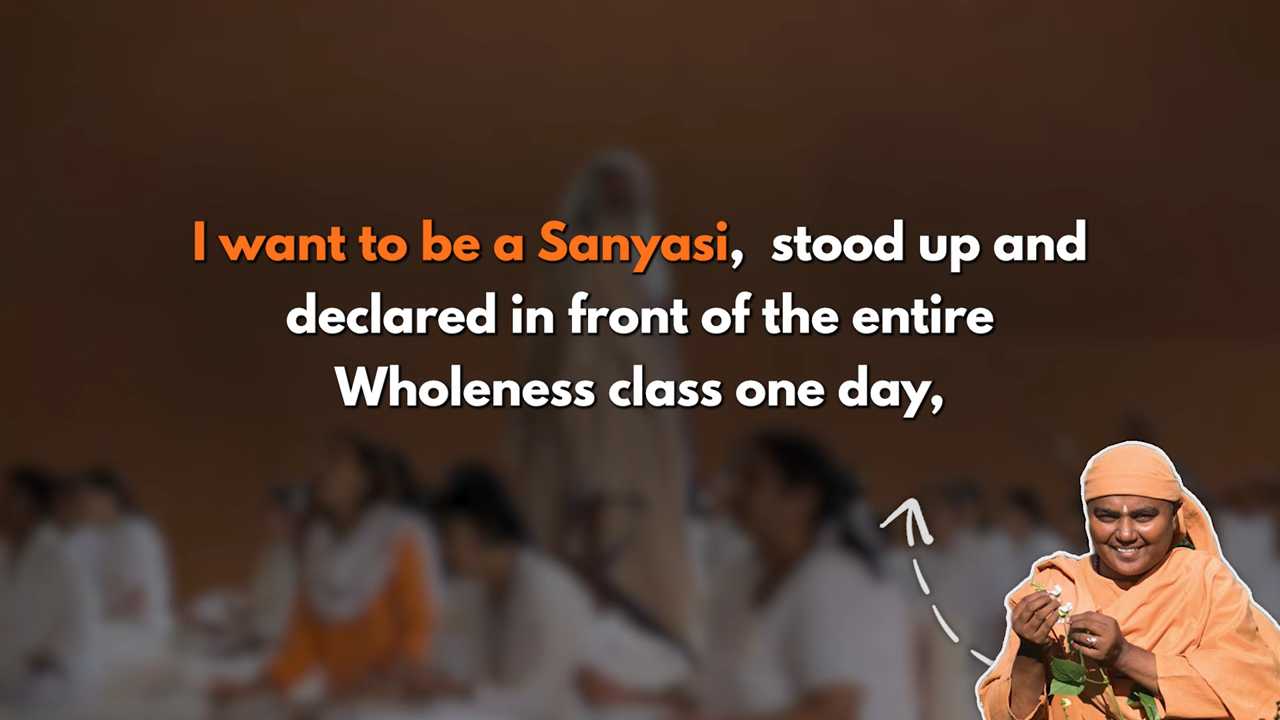 I want to be a Sanyasi,  stood up and
declared in front of the entire
Wholeness class one day,